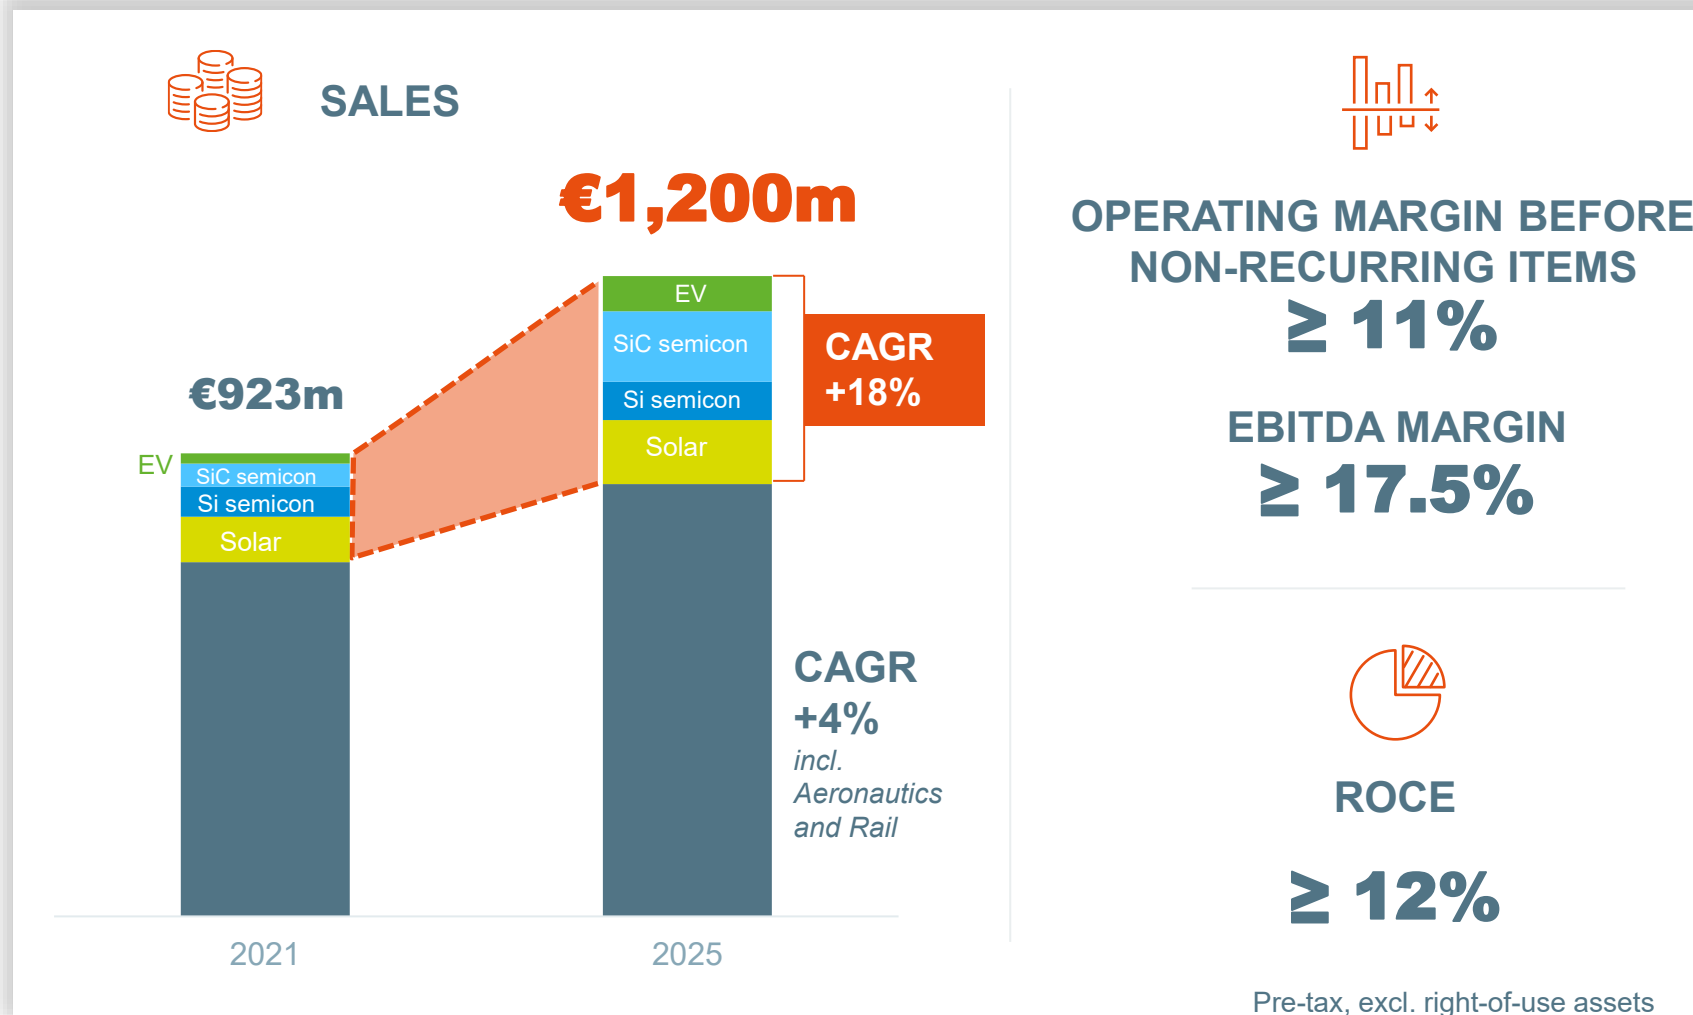 SALES
€1,200m
€923m
EV
SiC semicon
Si semicon
Solar
EV
SiC semicon
Si semicon
Solar
CAGR
+18%
CAGR
+4%
incl.
Aeronautics
and Rail
2021
2025
OPERATING MARGIN BEFORE
NON-RECURRING ITEMS
≥ 11%
EBITDA MARGIN
≥ 17.5%
ROCE
≥ 12%
Pre-tax, excl. right-of-use assets